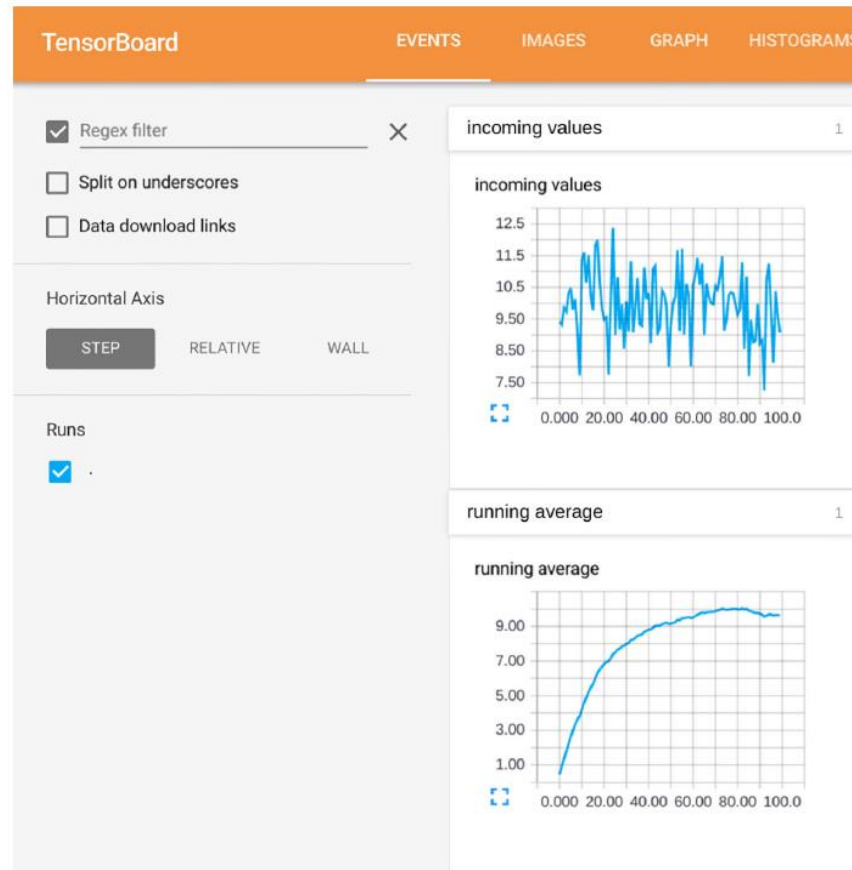 TensorBoard
EVENTS IMAGES GRAPH HISTOGRAMS
Regex filter
Split on underscores
Data download links
Horizontal Axis
STEP RELATIVE WALL
Runs
.
incoming values 1
incoming values
12.5
11.5
10.5
9.50
8.50
7.50
0.000 20.00 40.00 60.00 80.00 100.0
running average 1
running average
9.00
7.00
5.00
3.00
1.00
0.000 20.00 40.00 60.00 80.00 100.0